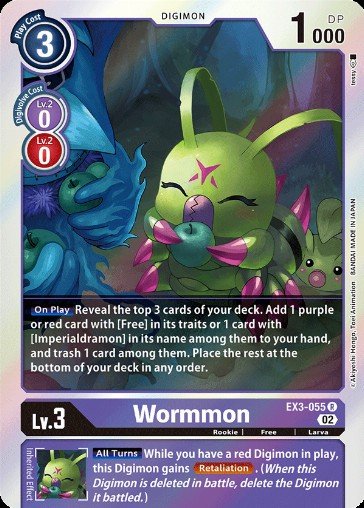 DIGIMON
Play Cost
3
DP
1000
Digivolve Cost
Lv.2
0
Lv.2
0
©Akiyoshi Hongo, Toei Animation BANDAI MADE IN JAPAN
On Play Reveal the top 3 cards of your deck. Add 1 purple
or red card with [Free] in its traits or 1 card with
[Imperialdramon] in its name among them to your hand,
and trash 1 card among them. Place the rest at the
bottom of your deck in any order.
Lv.3
Wormmon
EX3-055 R
02
Rookie | Free | Larva
Inherited Effect
All Turns While you have a red Digimon in play,
this Digimon gains Retaliation. (When this
Digimon is deleted in battle, delete the Digimon
it battled.)